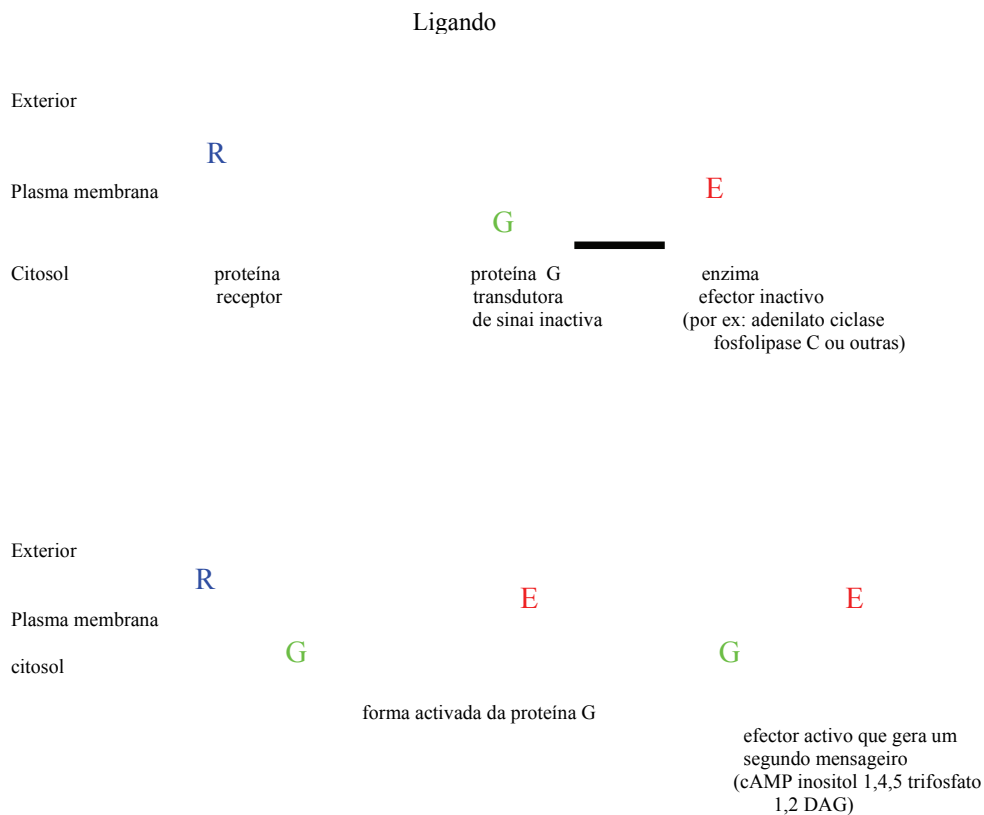 Ligando
Exterior
R
Plasma membrana
E
G
Citosol
proteína
receptor
proteína G
transdutora
de sinai inactiva
enzima
efector inactivo
(por ex: adenilato ciclase
fosfolipase C ou outras)
Exterior
R
E
E
Plasma membrana
G
G
citosol
forma activada da proteína G
efector activo que gera um
segundo mensageiro
(cAMP inositol 1,4,5 trifosfato
1,2 DAG)